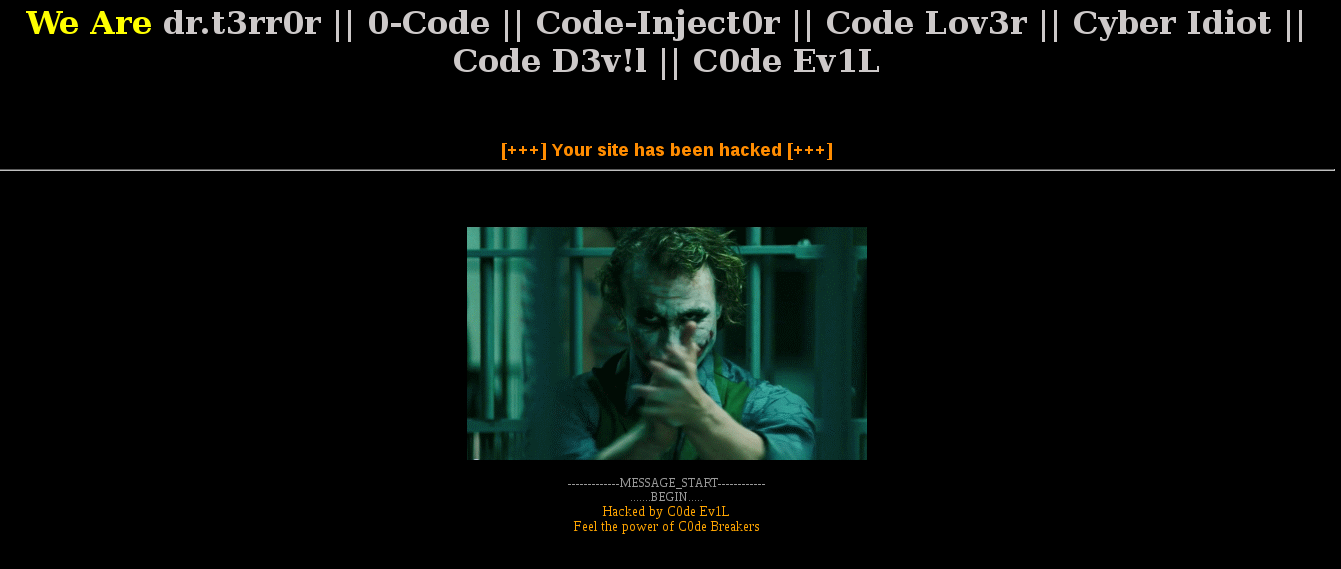 We Are dr.t3rr0r || 0-Code || Code-Inject0r || Code Lov3r || Cyber Idiot ||
Code D3v!l || C0de Ev1L
[+++] Your site has been hacked [+++]
-------------MESSAGE_START------------
.......BEGIN.....
Hacked by C0de Ev1L
Feel the power of C0de Breakers